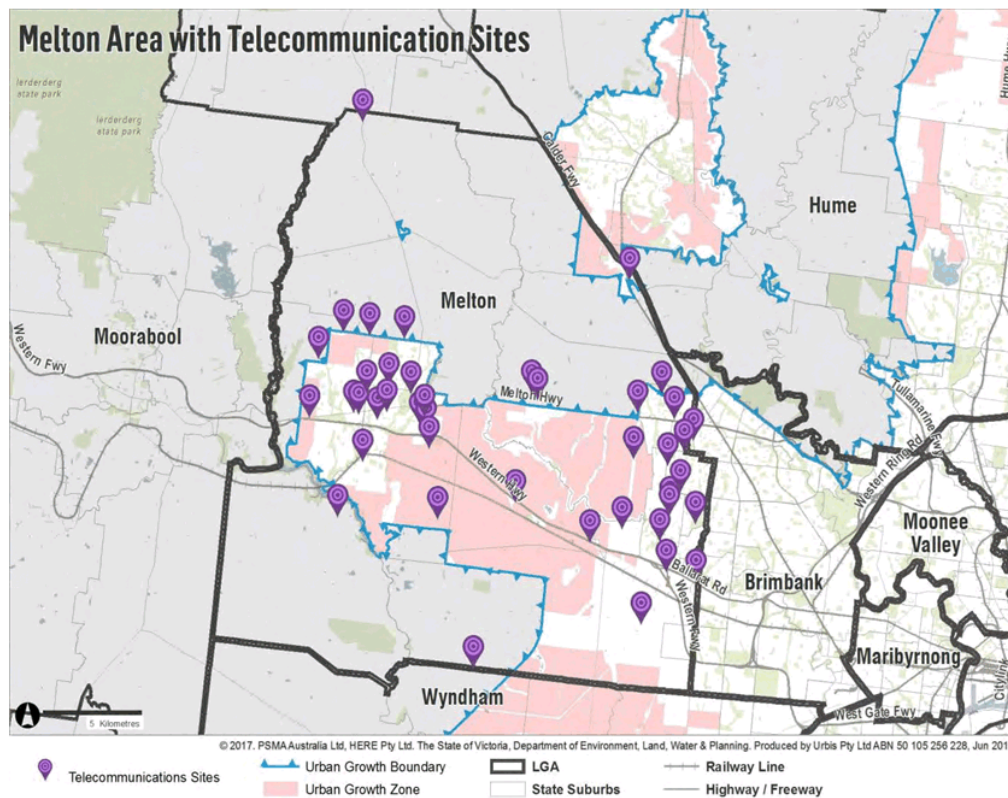 Melton Area with Telecommunication Sites
lerderderg
state park
lerderderg
state park
Calder Fwy
Hume
Melton
Moorabool
Western Fwy
Melton Hwy
Tullamarine Fwy
Western Ring Rd
Western Hwy
Moonee
Valley
Ballarat Rd
Brimbank
Western Fwy
Maribyrnong
Wyndham
West Gate Fwy
5 Kilometres
© 2017. PSMA Australia Ltd, HERE Pty Ltd. The State of Victoria, Department of Environment, Land, Water & Planning. Produced by Urbis Pty Ltd ABN 50 105 256 228, Jun 201
Telecommunications Sites
Urban Growth Boundary
LGA
Railway Line
Urban Growth Zone
State Suburbs
Highway / Freeway